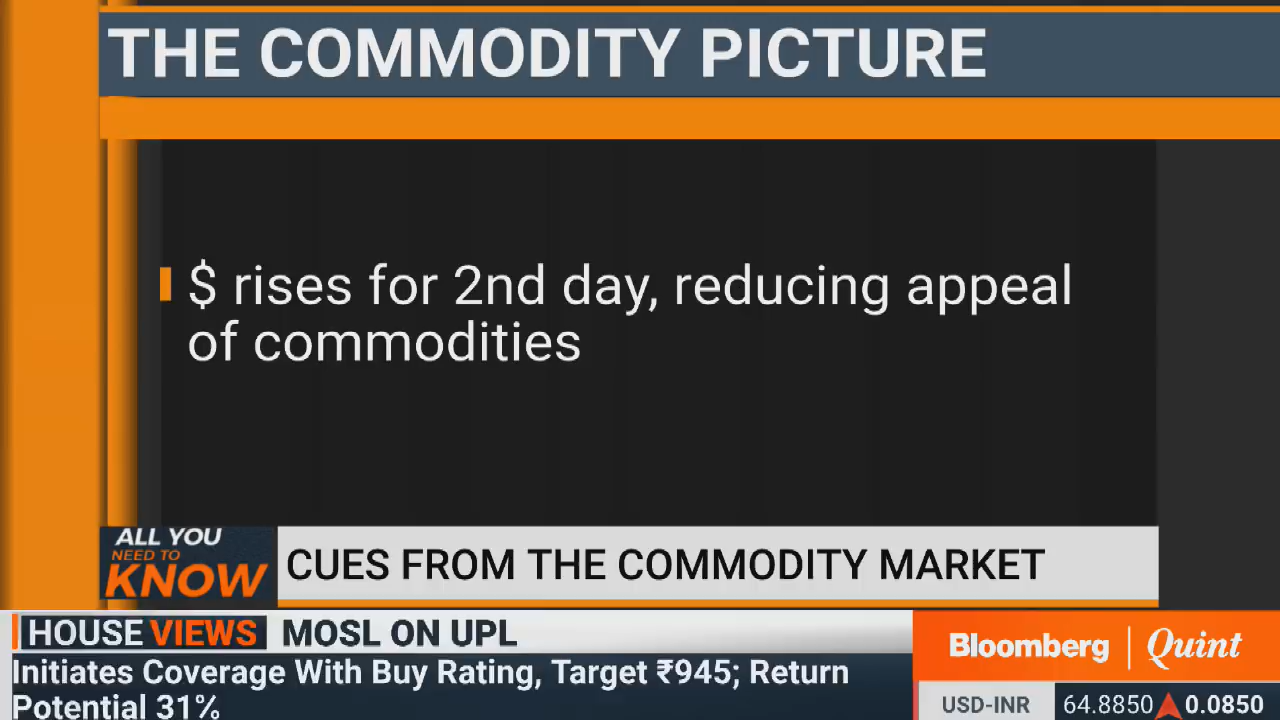 THE COMMODITY PICTURE
$ rises for 2nd day, reducing appeal
of commodities
ALL YOU
NEED TO
KNOW
CUES FROM THE COMMODITY MARKET
HOUSE VIEWS MOSL ON UPL
Initiates Coverage With Buy Rating, Target ₹945; Return
Potential 31%
Bloomberg | Quint
USD-INR 64.8850 0.0850